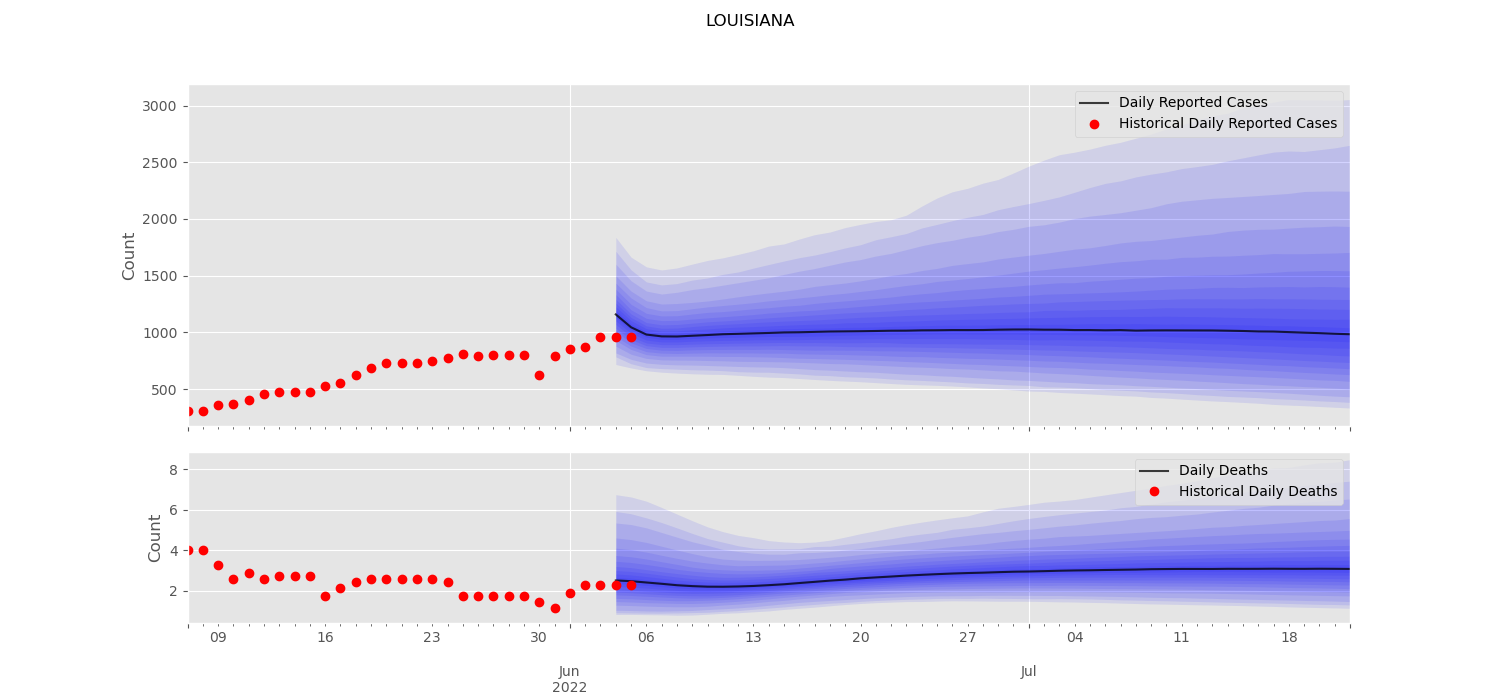 LOUISIANA
3000
2500
2000
1500
1000
500
Count
Daily Reported Cases
Historical Daily Reported Cases
8
6
4
2
Count
Daily Deaths
Historical Daily Deaths
09 16 23 30 06 13 20 27 04 11 18
Jun Jul
2022